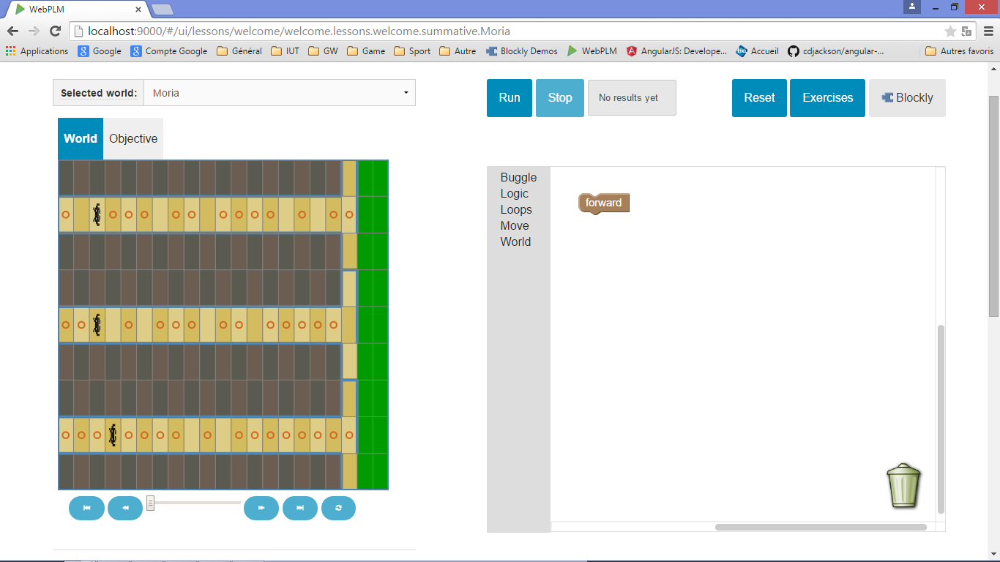 WebPLM
localhost:9000/#/ui/lessons/welcome/welcome.lessons.welcome.summative.Moria
Applications Google Compte Google Général IUT GW Game Sport Autre Blockly Demos WebPLM AngularJS: Develope... Accueil cdjackson/angular-... Autres favoris
Selected world: Moria
Run Stop No results yet Reset Exercises Blockly
World Objective
Buggle
Logic
Loops
Move
World
forward